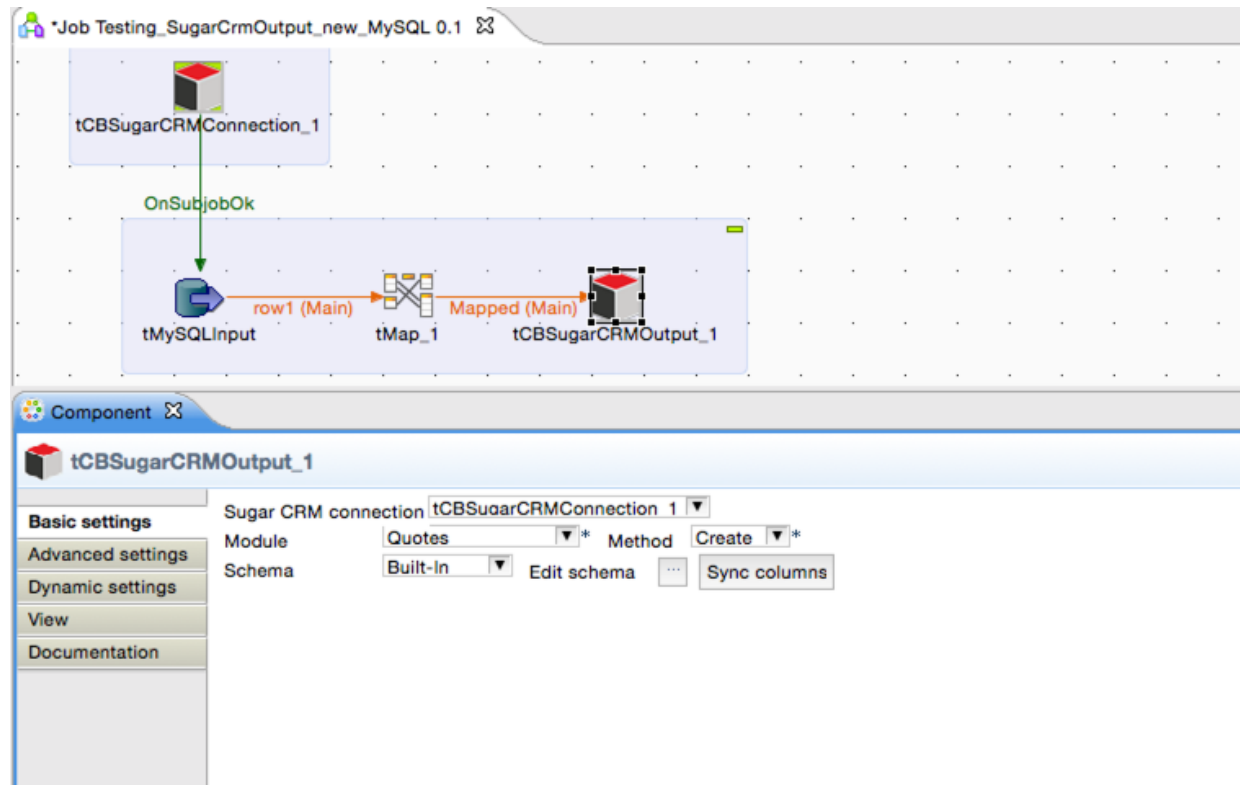 *Job Testing_SugarCrmOutput_new_MySQL 0.1
tCBSugarCRMConnection_1
OnSubjobOk
row1 (Main)
Mapped (Main)
tMySQLInput
tMap_1
tCBSugarCRMOutput_1
Component
tCBSugarCRMOutput_1
Basic settings
Advanced settings
Dynamic settings
View
Documentation
Sugar CRM connection tCBSugarCRMConnection_1
Module Quotes * Method Create *
Schema Built-In Edit schema ... Sync columns